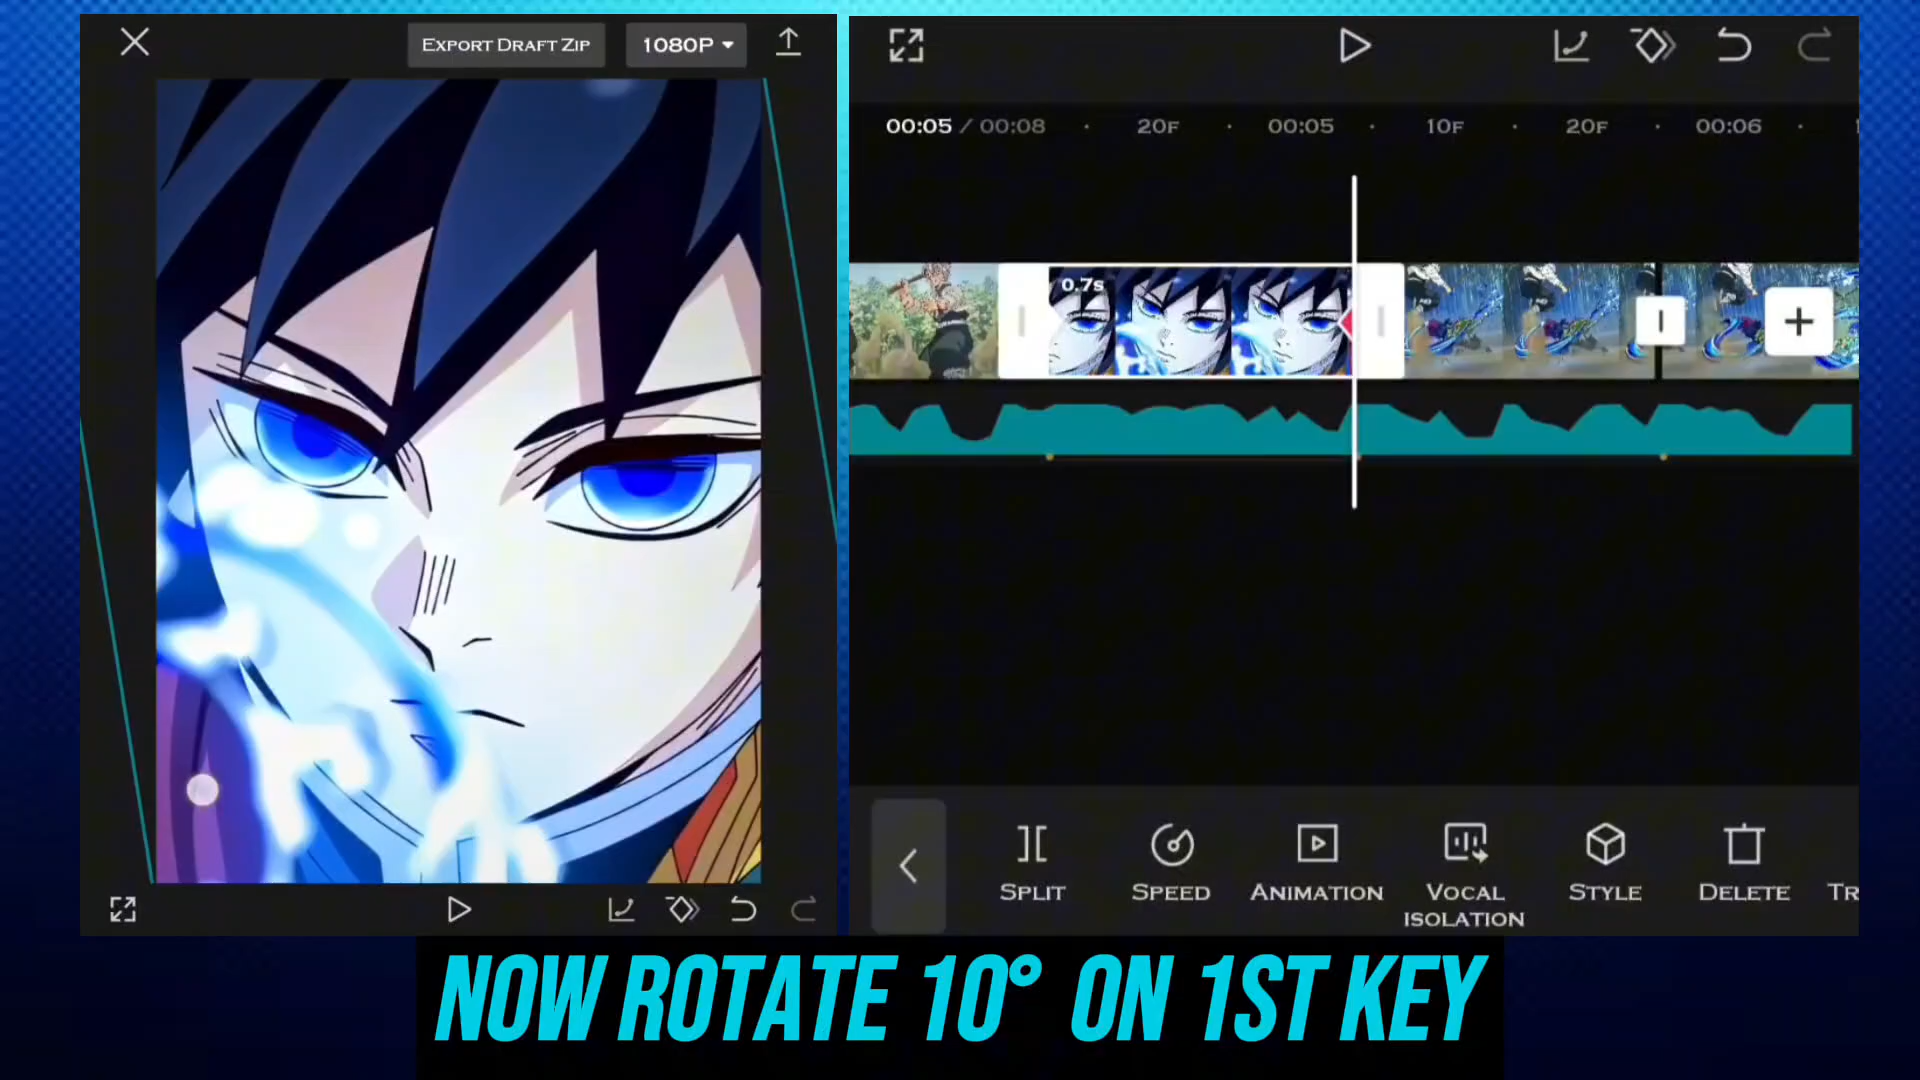 Export Draft Zip
1080P
00:05 / 00:08
20F
00:05
10F
20F
00:06
0.7s
Split
Speed
Animation
Vocal
isolation
Style
Delete
Tr
NOW ROTATE 10° ON 1ST KEY